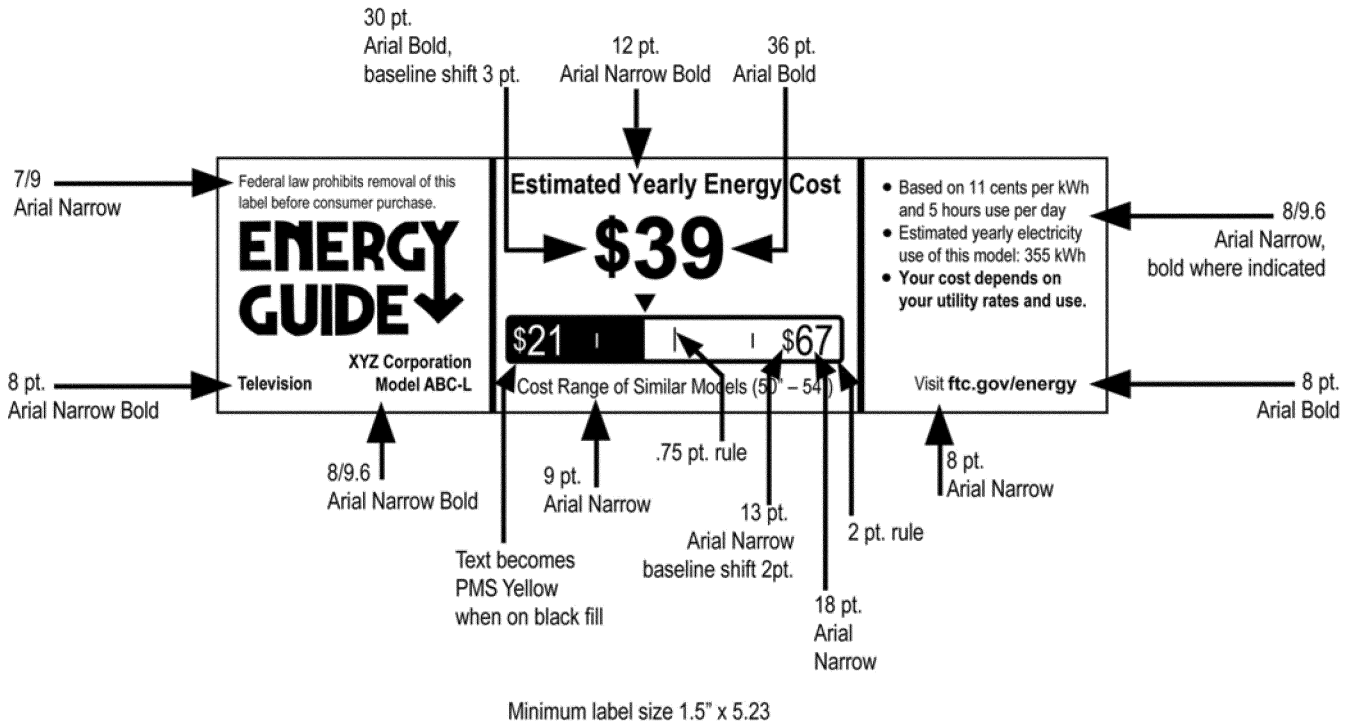 30 pt.
Arial Bold,
baseline shift 3 pt.
12 pt.
Arial Narrow Bold
36 pt.
Arial Bold
7/9
Arial Narrow
Federal law prohibits removal of this
label before consumer purchase.
ENERGY
GUIDE
XYZ Corporation
Television
Model ABC-L
Estimated Yearly Energy Cost
$39
$21
$67
Cost Range of Similar Models (50" – 54")
● Based on 11 cents per kWh
and 5 hours use per day
● Estimated yearly electricity
use of this model: 355 kWh
● Your cost depends on
your utility rates and use.
Visit ftc.gov/energy
8/9.6
Arial Narrow,
bold where indicated
8 pt.
Arial Narrow Bold
8 pt.
Arial Bold
8/9.6
Arial Narrow Bold
9 pt.
Arial Narrow
.75 pt. rule
8 pt.
Arial Narrow
13 pt.
Arial Narrow
baseline shift 2pt.
2 pt. rule
Text becomes
PMS Yellow
when on black fill
18 pt.
Arial
Narrow
Minimum label size 1.5” x 5.23